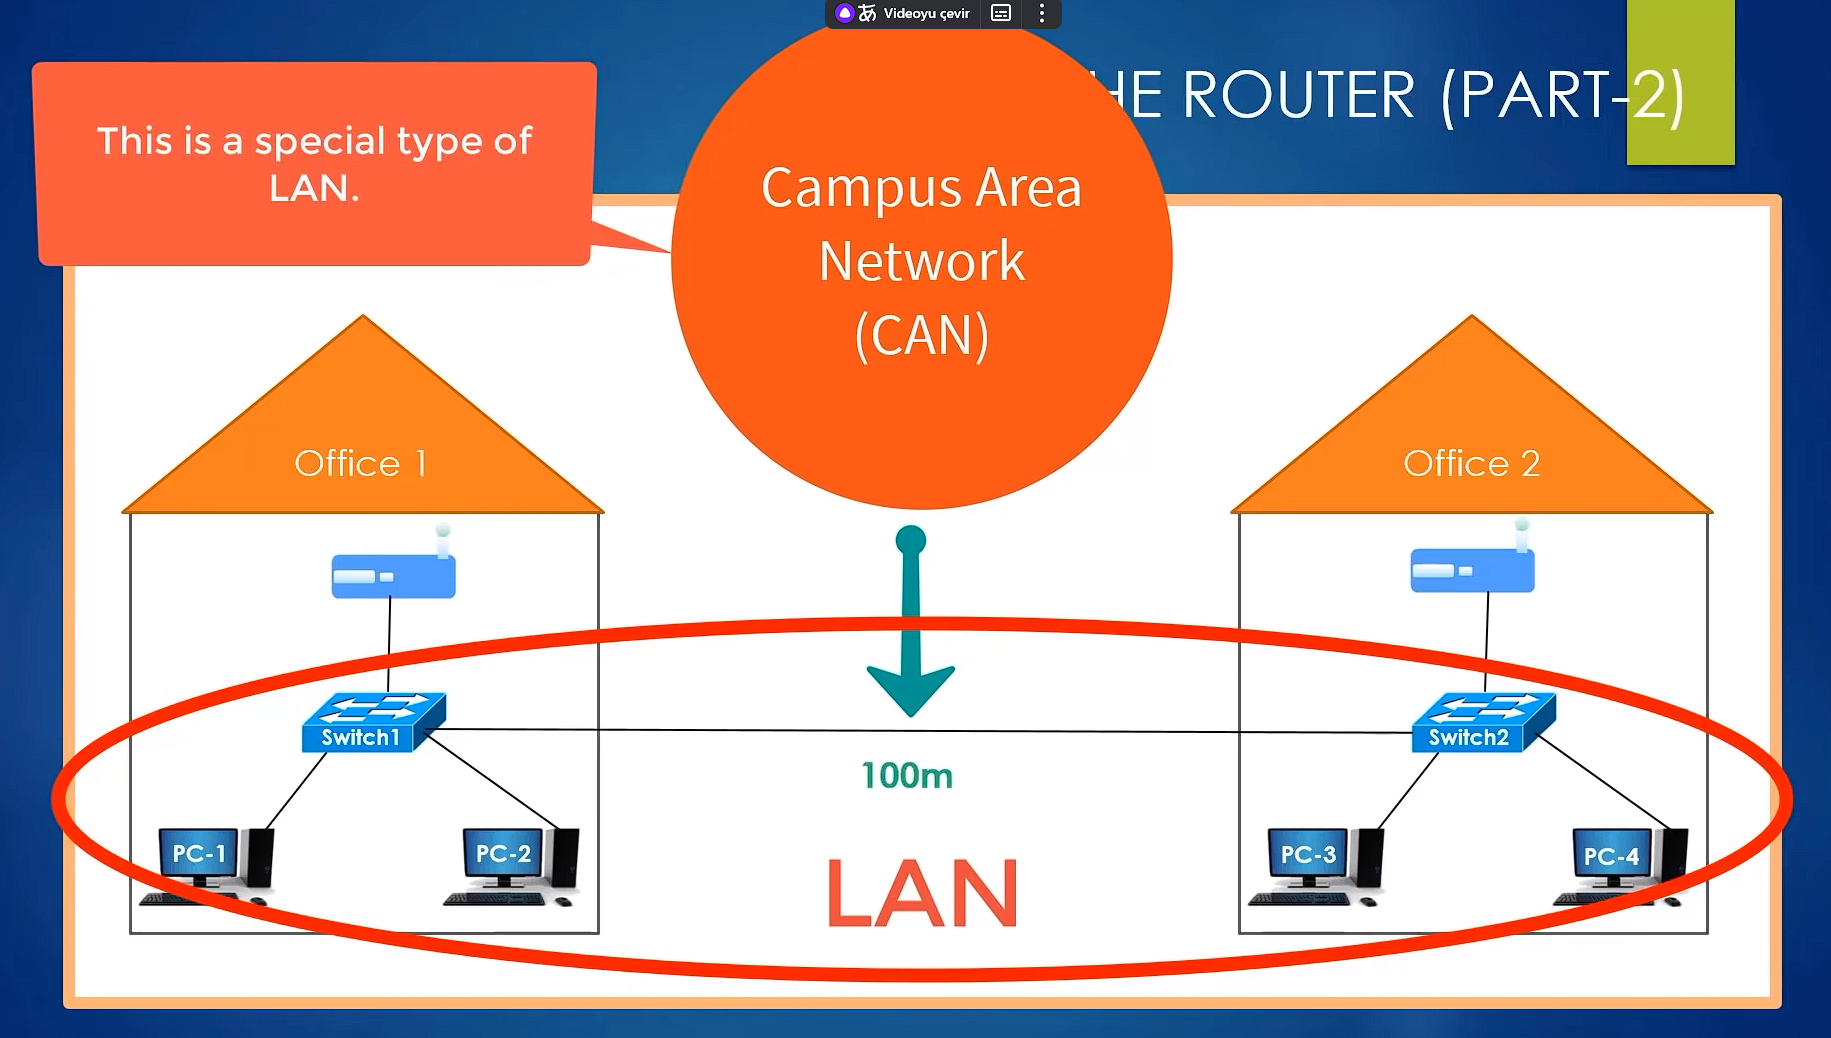 Videoyu çevir
HE ROUTER (PART-2)
This is a special type of
LAN.
Campus Area
Network
(CAN)
Office 1
Office 2
Switch1
Switch2
100m
PC-1
PC-2
PC-3
PC-4
LAN